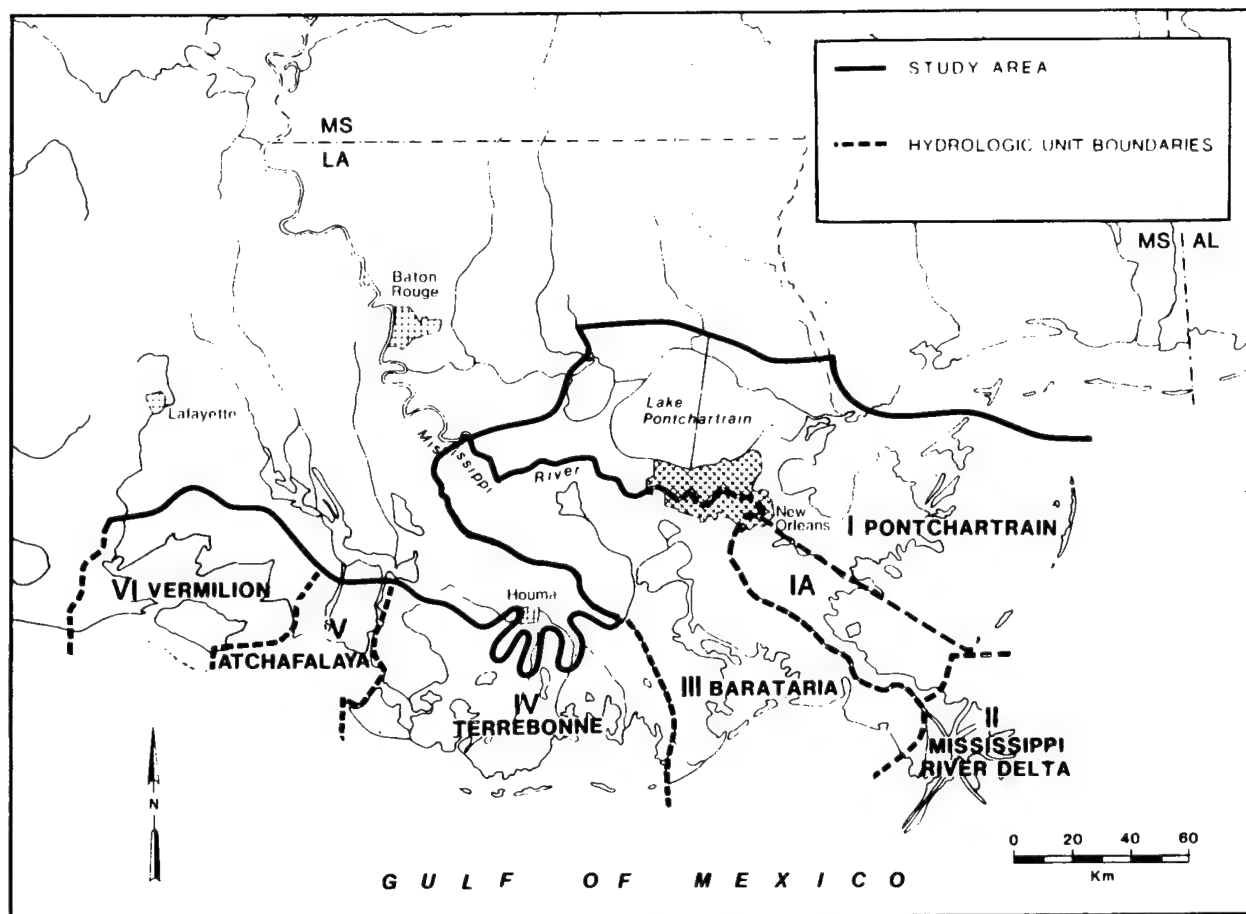 STUDY AREA
HYDROLOGIC UNIT BOUNDARIES
MS
LA
MS AL
Baton
Rouge
Lafayette
Lake
Pontchartrain
Mississippi
River
New
Orleans
I PONTCHARTRAIN
IA
VI VERMILION
Houma
V
ATCHAFALAYA
III BARATARIA
IV
TERREBONNE
II
MISSISSIPPI
RIVER DELTA
N
0 20 40 60
Km
GULF OF MEXICO